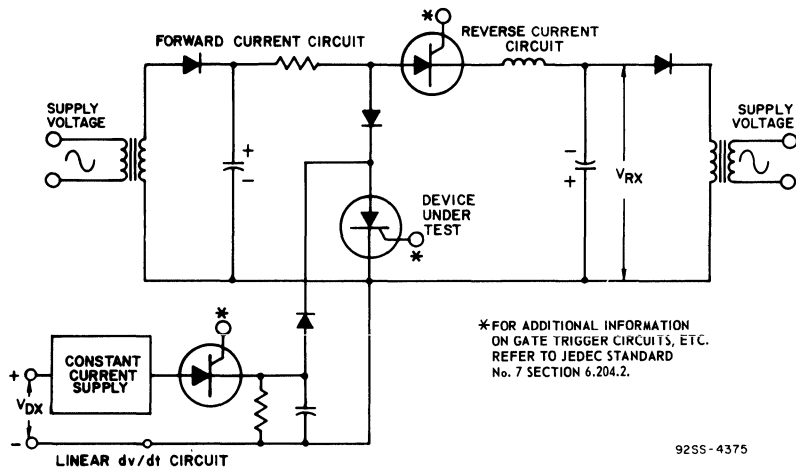 FORWARD CURRENT CIRCUIT
*
REVERSE CURRENT
CIRCUIT
SUPPLY
VOLTAGE
+
-
-
+
VRX
SUPPLY
VOLTAGE
DEVICE
UNDER
TEST
*
*
+
VDX
-
CONSTANT
CURRENT
SUPPLY
LINEAR dv/dt CIRCUIT
* FOR ADDITIONAL INFORMATION
ON GATE TRIGGER CIRCUITS, ETC.
REFER TO JEDEC STANDARD
No. 7 SECTION 6.204.2.
92SS-4375